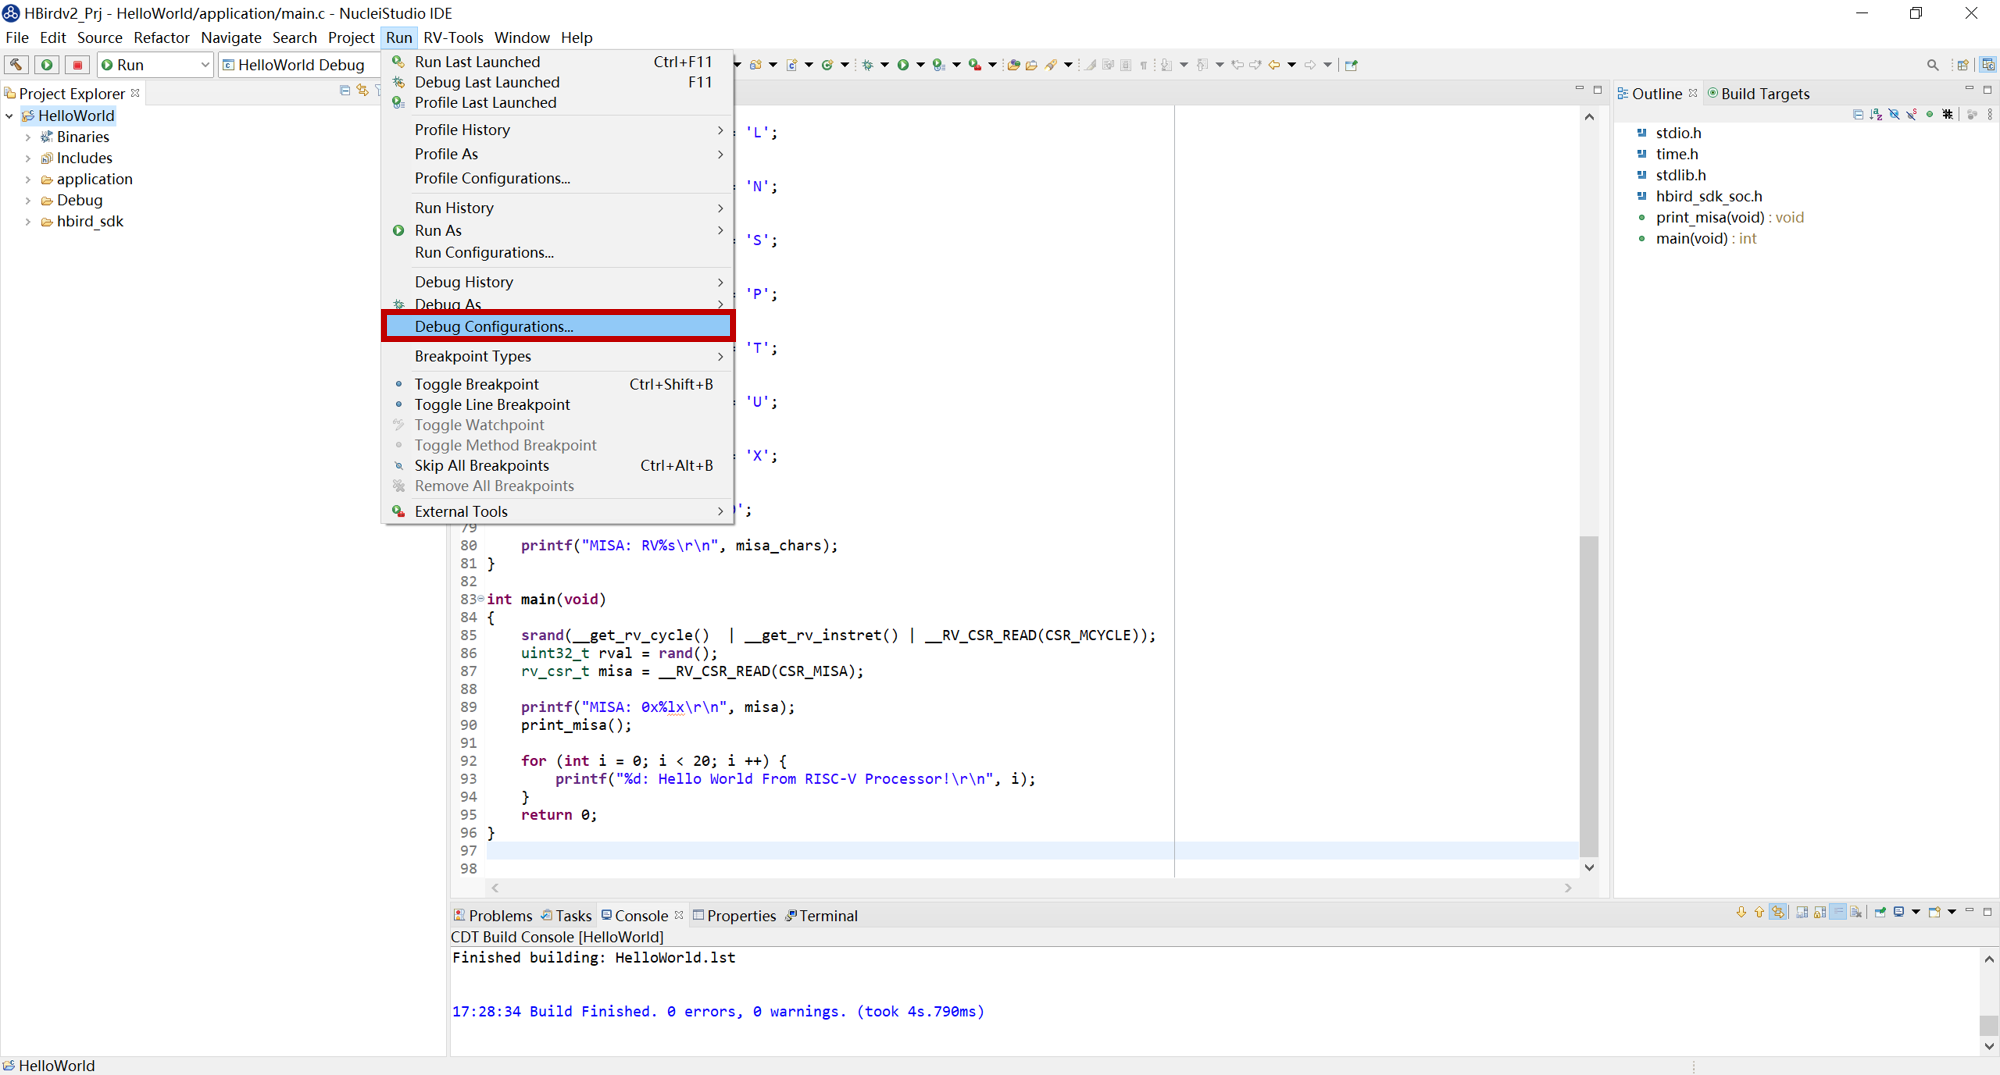 HBirdv2_Prj - HelloWorld/application/main.c - NucleiStudio IDE
File Edit Source Refactor Navigate Search Project Run RV-Tools Window Help
Run
HelloWorld Debug
Project Explorer
HelloWorld
Binaries
Includes
application
Debug
hbird_sdk
Run Last Launched Ctrl+F11
Debug Last Launched F11
Profile Last Launched
Profile History
Profile As
Profile Configurations...
Run History
Run As
Run Configurations...
Debug History
Debug As
Debug Configurations...
Breakpoint Types
Toggle Breakpoint Ctrl+Shift+B
Toggle Line Breakpoint
Toggle Watchpoint
Toggle Method Breakpoint
Skip All Breakpoints Ctrl+Alt+B
Remove All Breakpoints
External Tools
= 'L';
= 'N';
= 'S';
= 'P';
= 'T';
= 'U';
= 'X';
';
79
80 printf("MISA: RV%s\r\n", misa_chars);
81 }
82
83 int main(void)
84 {
85 srand(__get_rv_cycle() | __get_rv_instret() | __RV_CSR_READ(CSR_MCYCLE));
86 uint32_t rval = rand();
87 rv_csr_t misa = __RV_CSR_READ(CSR_MISA);
88
89 printf("MISA: 0x%lx\r\n", misa);
90 print_misa();
91
92 for (int i = 0; i < 20; i ++) {
93 printf("%d: Hello World From RISC-V Processor!\r\n", i);
94 }
95 return 0;
96 }
97
98
Outline Build Targets
stdio.h
time.h
stdlib.h
hbird_sdk_soc.h
print_misa(void) : void
main(void) : int
Problems Tasks Console Properties Terminal
CDT Build Console [HelloWorld]
Finished building: HelloWorld.lst
17:28:34 Build Finished. 0 errors, 0 warnings. (took 4s.790ms)
HelloWorld